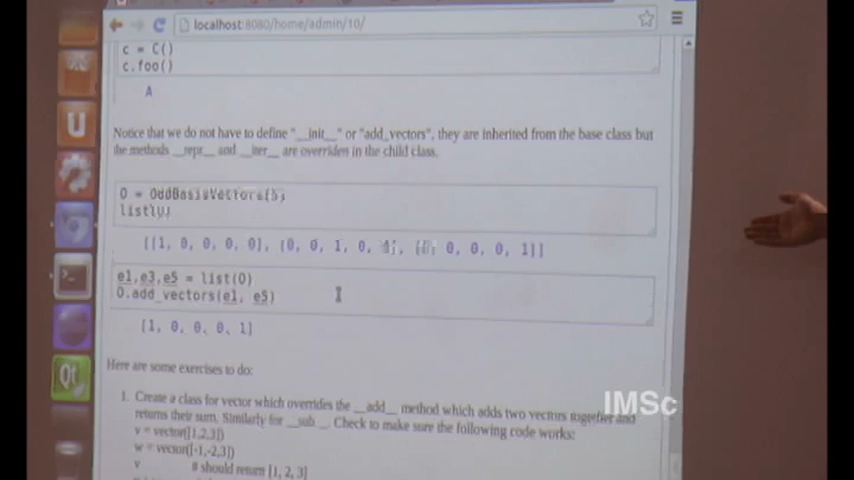 localhost:8080/home/admin/10/
c = C()
c.foo()
A
Notice that we do not have to define "__init__" or "add_vectors", they are inherited from the base class but
the methods __repr__ and __iter__ are overriden in the child class.
O = OddBasisVectors(5)
list(O)
[[1, 0, 0, 0, 0], [0, 0, 1, 0, 0], [0, 0, 0, 0, 1]]
e1,e3,e5 = list(O)
O.add_vectors(e1, e5)
[1, 0, 0, 0, 1]
Here are some exercises to do:
1. Create a class for vector which overrides the __add__ method which adds two vectors together and
returns their sum. Similarly for __sub__. Check to make sure the following code works:
v = vector([1,2,3])
w = vector([-1,-2,3])
v # should return [1, 2, 3]
IMSc